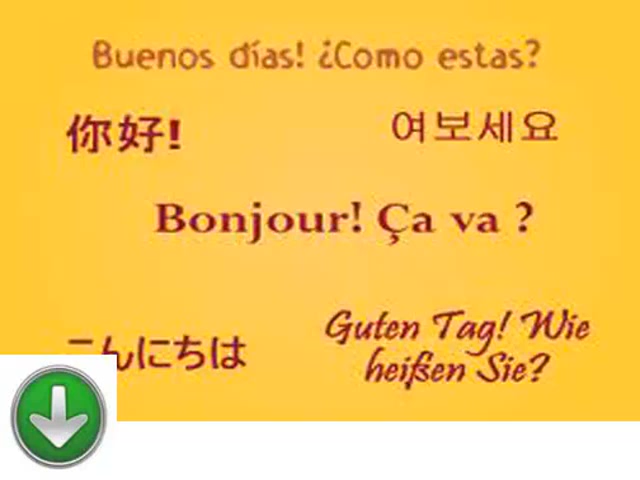 Buenos días! ¿Como estas?
你好!
여보세요
Bonjour! Ça va ?
こんにちは
Guten Tag! Wie
heißen Sie?